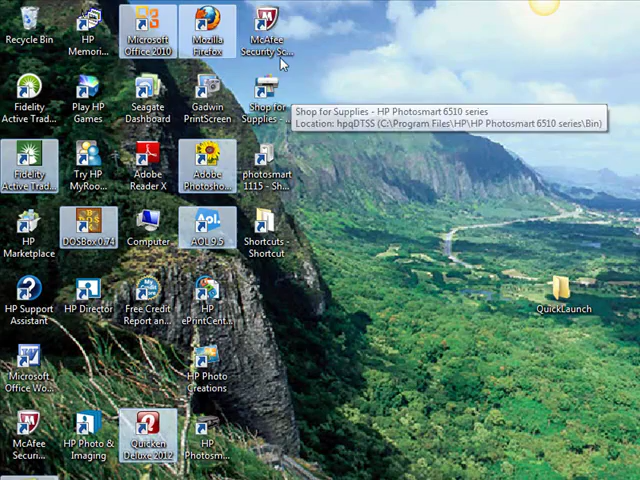 Recycle Bin
HP
Memori...
Microsoft
Office 2010
Mozilla
Firefox
McAfee
Security Sc...
Fidelity
Active Trad...
Play HP
Games
Seagate
Dashboard
Gadwin
PrintScreen
Shop for
Supplies - ...
Shop for Supplies - HP Photosmart 6510 series
Location: hpqDTSS (C:\Program Files\HP\HP Photosmart 6510 series\Bin)
Fidelity
Active Trad...
Try HP
MyRoo...
Adobe
Reader X
Adobe
Photosho...
photosmart
1115 - Sh...
HP
Marketplace
DOSBox 0.74
Computer
AOL 9.5
Shortcuts -
Shortcut
HP Support
Assistant
HP Director
Free Credit
Report an...
HP
ePrintCent...
QuickLaunch
Microsoft
Office Wo...
HP Photo
Creations
McAfee
Securi...
HP Photo &
Imaging
Quicken
Deluxe 2012
HP
Photosm...